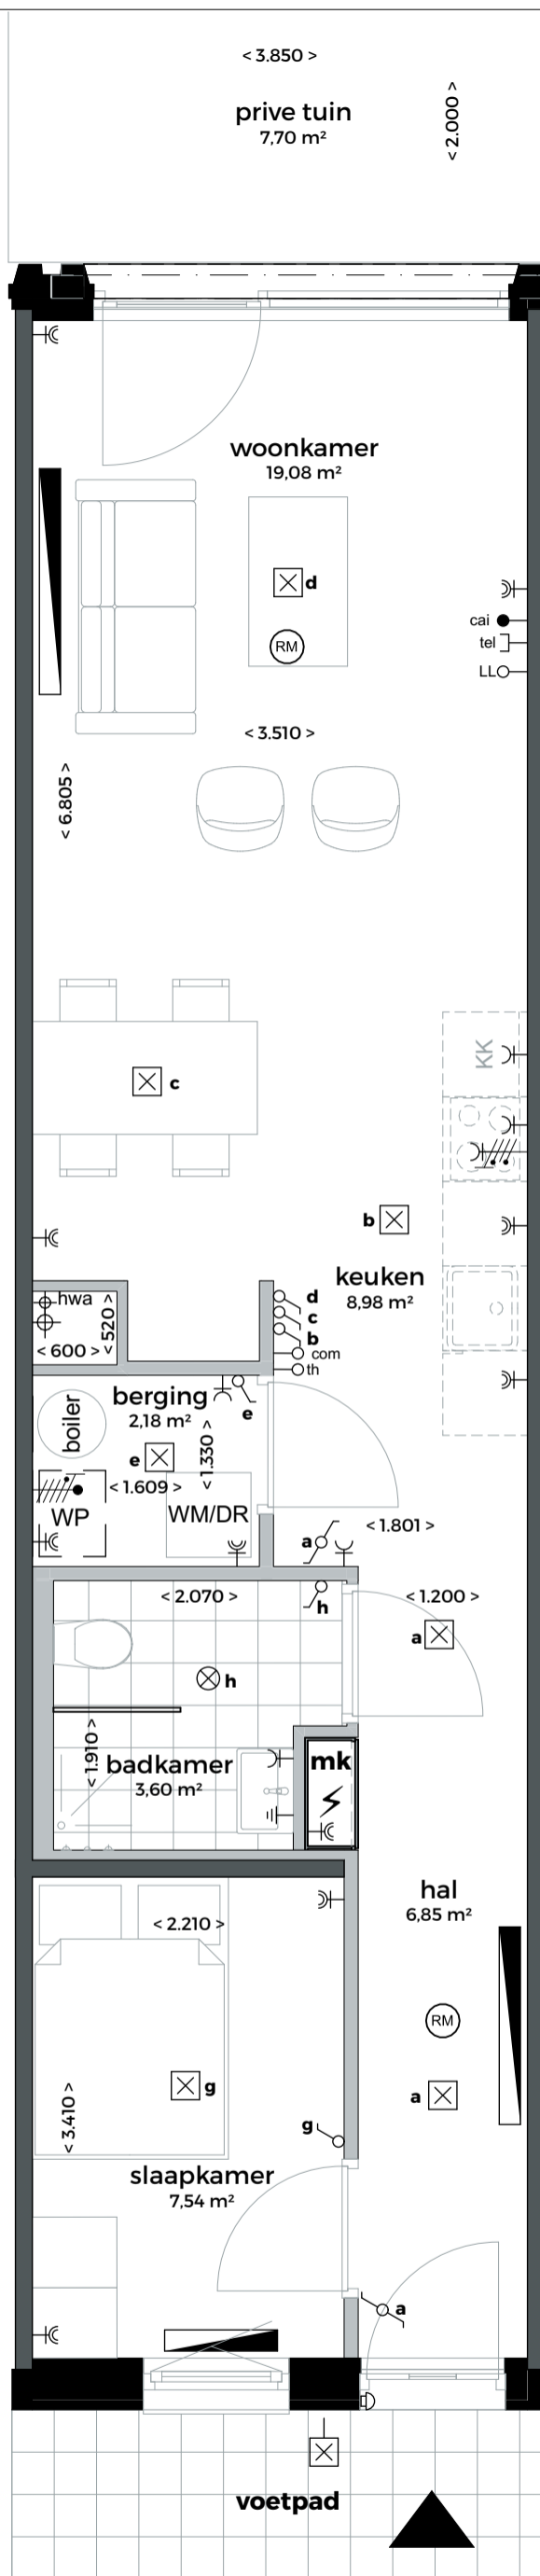 < 3.850 >
< 2.000 >
prive tuin
7,70 m²
woonkamer
19,08 m²
d
RM
cai
tel
LL
< 3.510 >
< 6.805 >
KK
c
b
keuken
8,98 m²
hwa
< 520 >
< 600 >
d
c
b
com
th
berging
2,18 m²
e
boiler
e
< 1.330 >
< 1.609 >
WP
WM/DR
< 1.801 >
a
< 2.070 >
h
< 1.200 >
a
h
< 1.910 >
badkamer
3,60 m²
mk
hal
6,85 m²
< 2.210 >
RM
g
a
< 3.410 >
g
slaapkamer
7,54 m²
a
voetpad